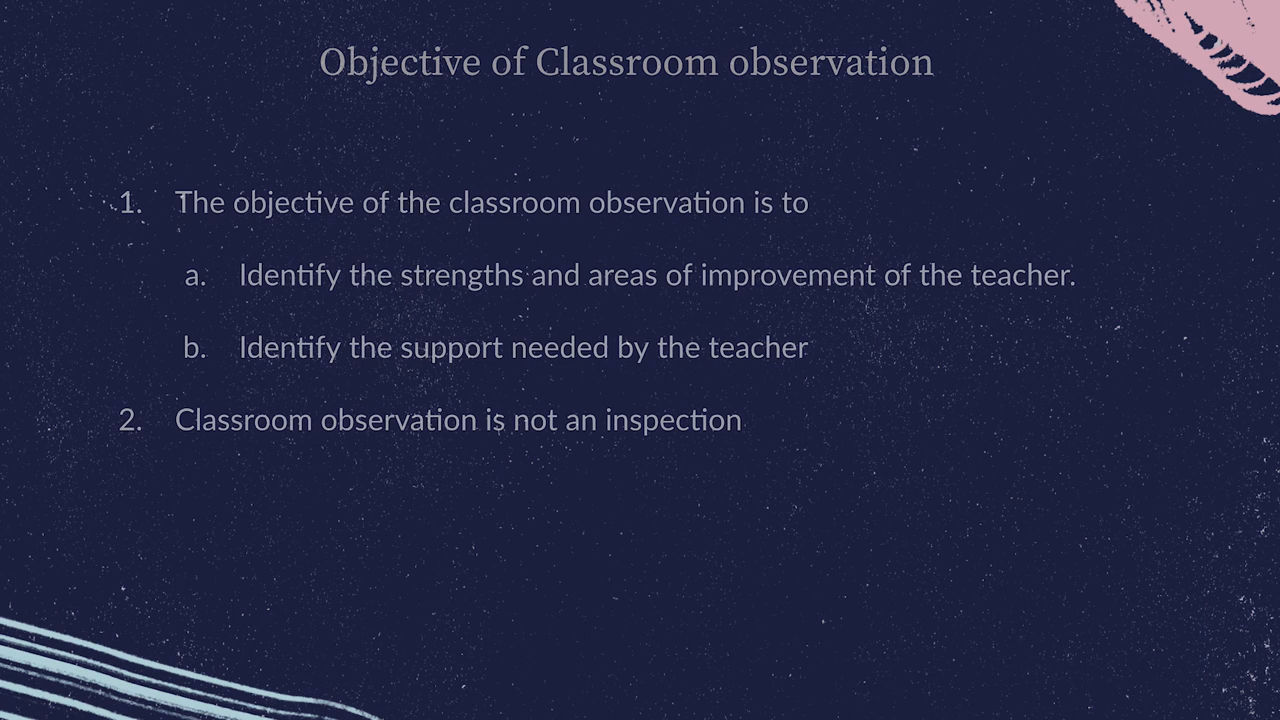 Objective of Classroom observation
1. The objective of the classroom observation is to
a. Identify the strengths and areas of improvement of the teacher.
b. Identify the support needed by the teacher
2. Classroom observation is not an inspection